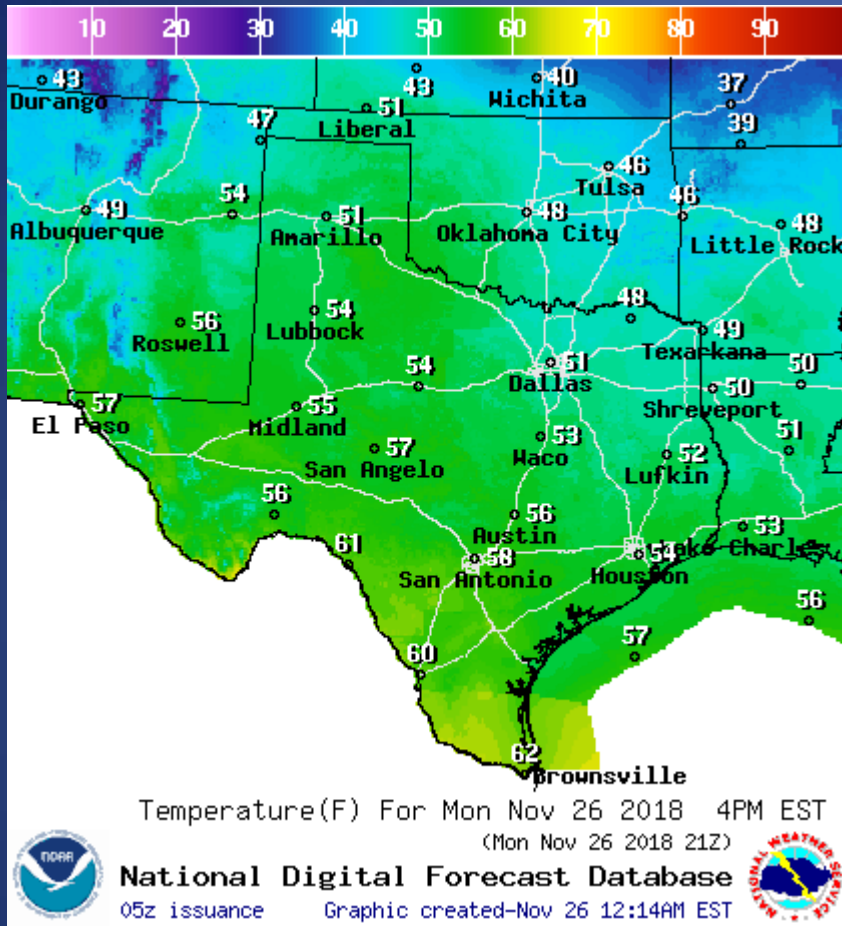 10 20 30 40 50 60 70 80 90
43
Durango
43
40
Wichita
37
51
Liberal
47
39
46
Tulsa
49
Albuquerque
54
51
Amarillo
48
Oklahoma City
46
48
Little Rock
56
Roswell
54
Lubbock
48
49
Texarkana
54
51
Dallas
50
50
Shreveport
57
El Paso
55
Midland
57
San Angelo
53
Waco
52
Lufkin
51
56
56
Austin
53
Lake Charles
61
58
San Antonio
54
Houston
56
57
60
62
Brownsville
Temperature(F) For Mon Nov 26 2018 4PM EST
(Mon Nov 26 2018 21Z)
National Digital Forecast Database
05z issuance Graphic created-Nov 26 12:14AM EST
NOAA
NATIONAL WEATHER SERVICE